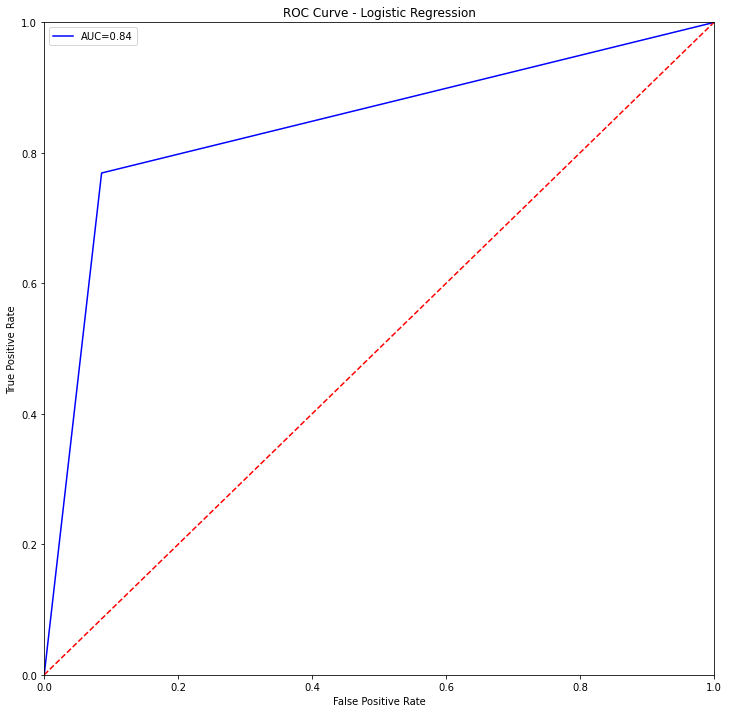 ROC Curve - Logistic Regression
AUC=0.84
True Positive Rate
1.0
0.8
0.6
0.4
0.2
0.0
0.0 0.2 0.4 0.6 0.8 1.0
False Positive Rate